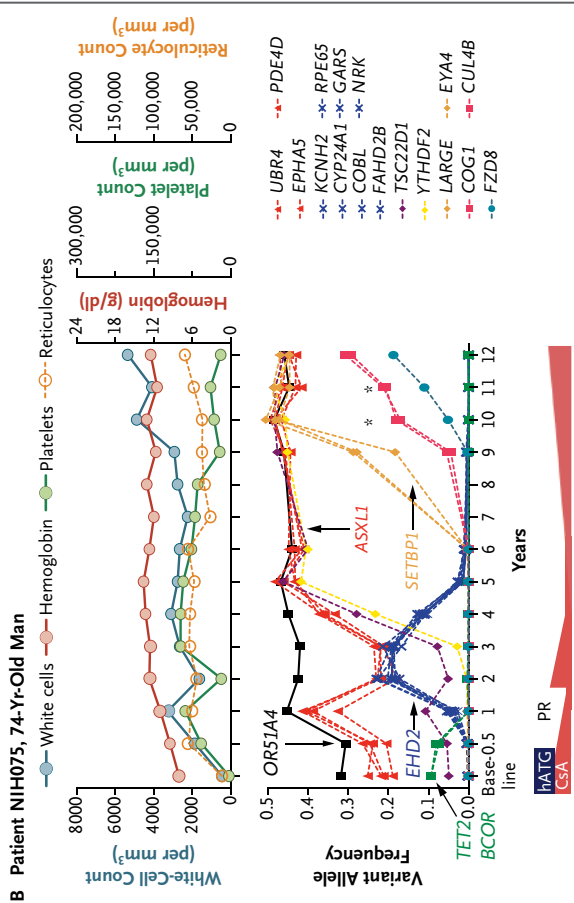 B Patient NIH075, 74-Yr-Old Man
White cells
Hemoglobin
Platelets
Reticulocytes
White-Cell Count
(per mm³)
8000
6000
4000
2000
0
Hemoglobin (g/dl)
24
18
12
6
0
Platelet Count
(per mm³)
300,000
150,000
0
Reticulocyte Count
(per mm³)
200,000
150,000
100,000
50,000
0
Variant Allele
Frequency
0.5
0.4
0.3
0.2
0.1
0.0
OR51A4
EHD2
TET2
BCOR
ASXL1
SETBP1
*
*
Base-
line
0.5
1
2
3
4
5
6
7
8
9
10
11
12
Years
UBR4
PDE4D
EPHA5
KCNH2
RPE65
CYP24A1
GARS
COBL
NRK
FAHD2B
TSC22D1
YTHDF2
LARGE
EYA4
COG1
CUL4B
FZD8
hATG
CsA
PR